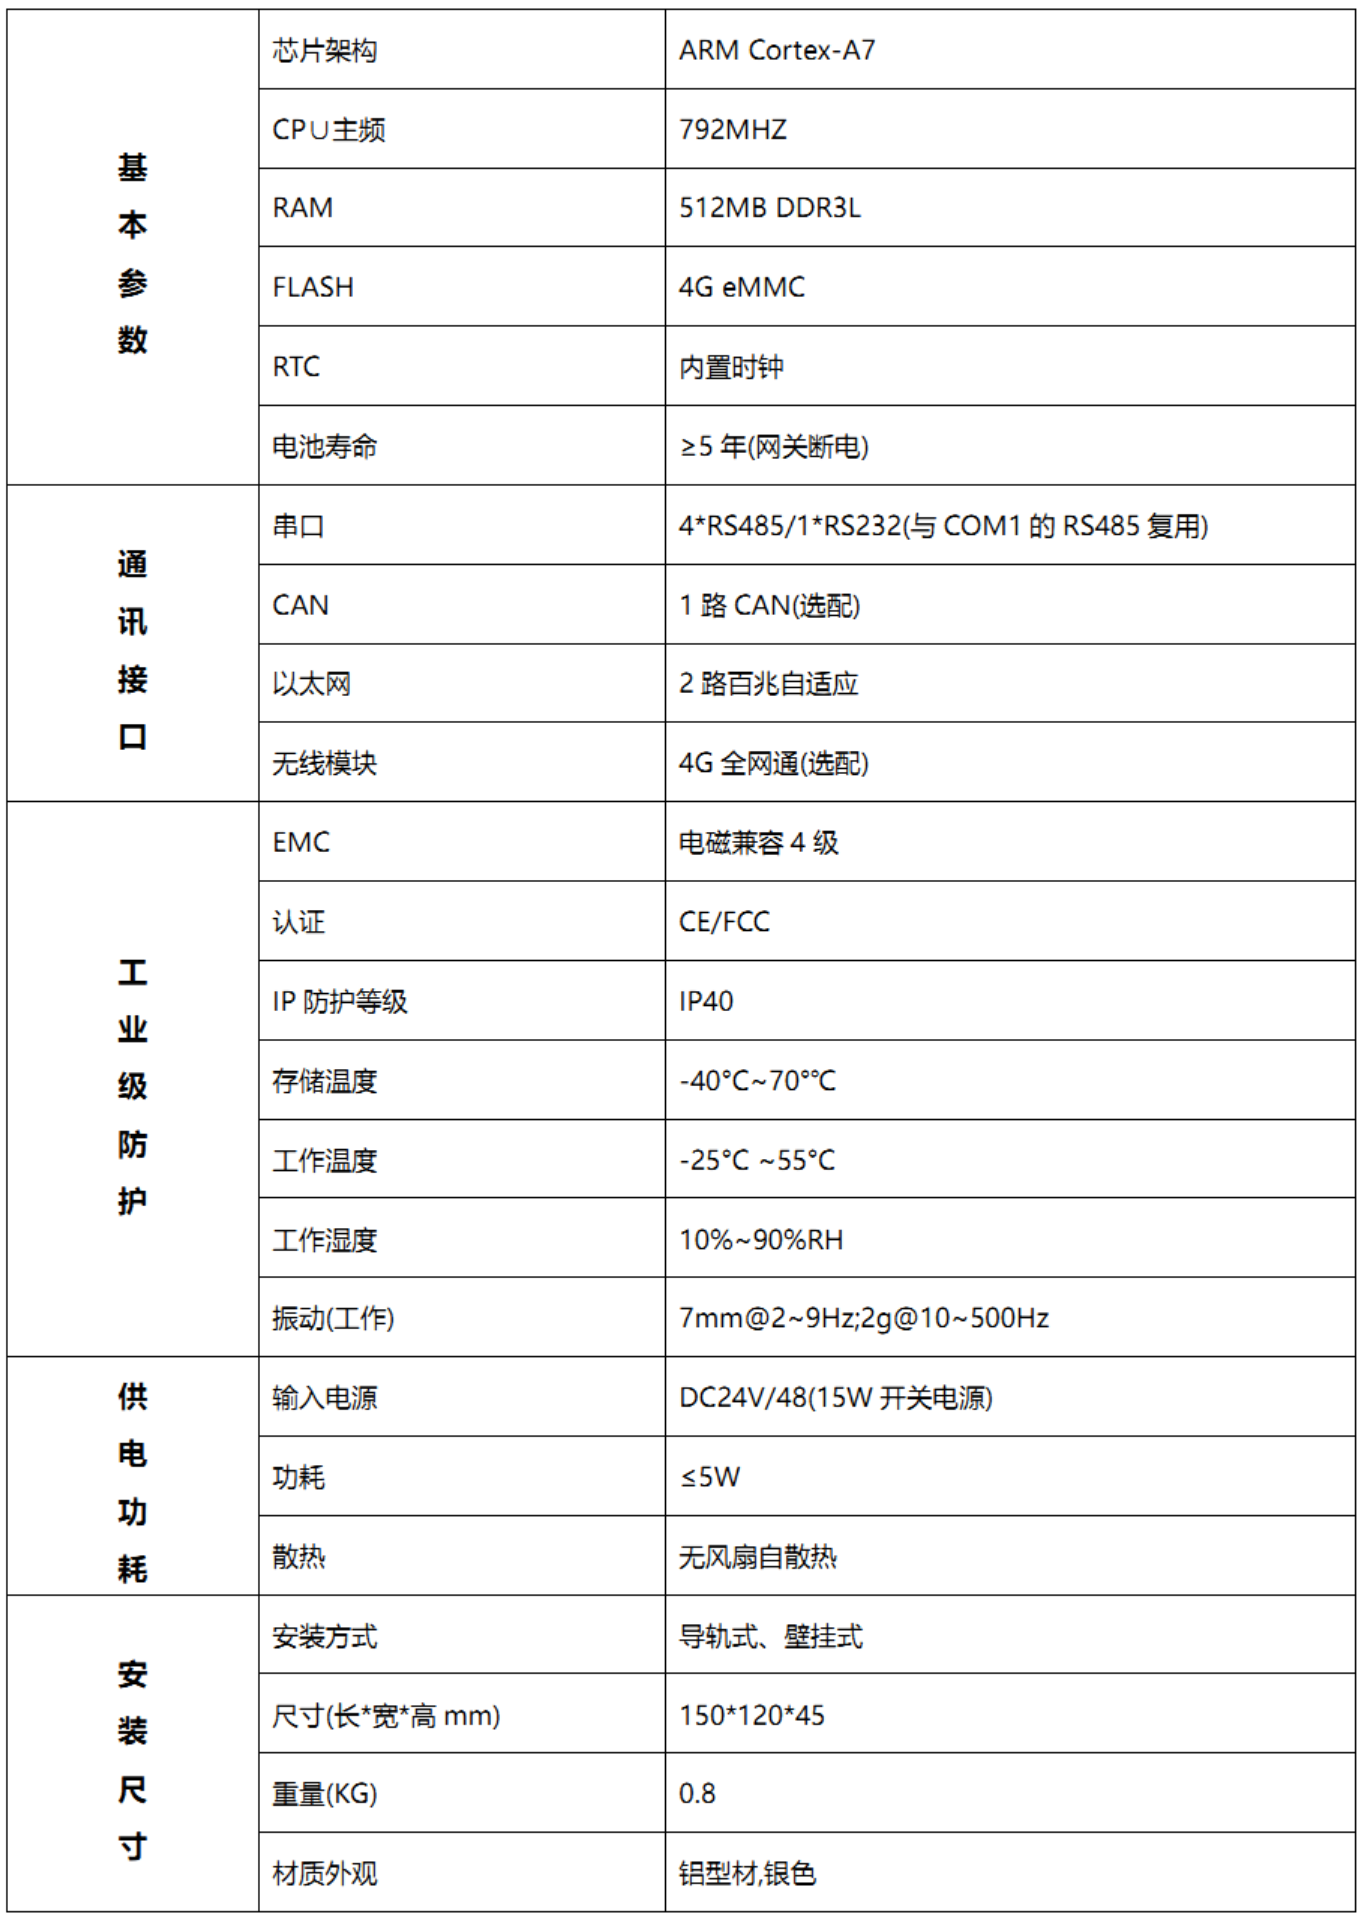 基本参数
芯片架构 ARM Cortex-A7
CP∪主频 792MHZ
RAM 512MB DDR3L
FLASH 4G eMMC
RTC 内置时钟
电池寿命 ≥5 年(网关断电)
通讯接口
串口 4*RS485/1*RS232(与 COM1 的 RS485 复用)
CAN 1 路 CAN(选配)
以太网 2 路百兆自适应
无线模块 4G 全网通(选配)
工业级防护
EMC 电磁兼容 4 级
认证 CE/FCC
IP 防护等级 IP40
存储温度 -40°C~70°℃
工作温度 -25°C ~55°C
工作湿度 10%~90%RH
振动(工作) 7mm@2~9Hz;2g@10~500Hz
供电功耗
输入电源 DC24V/48(15W 开关电源)
功耗 ≤5W
散热 无风扇自散热
安装尺寸
安装方式 导轨式、壁挂式
尺寸(长*宽*高 mm) 150*120*45
重量(KG) 0.8
材质外观 铝型材,银色